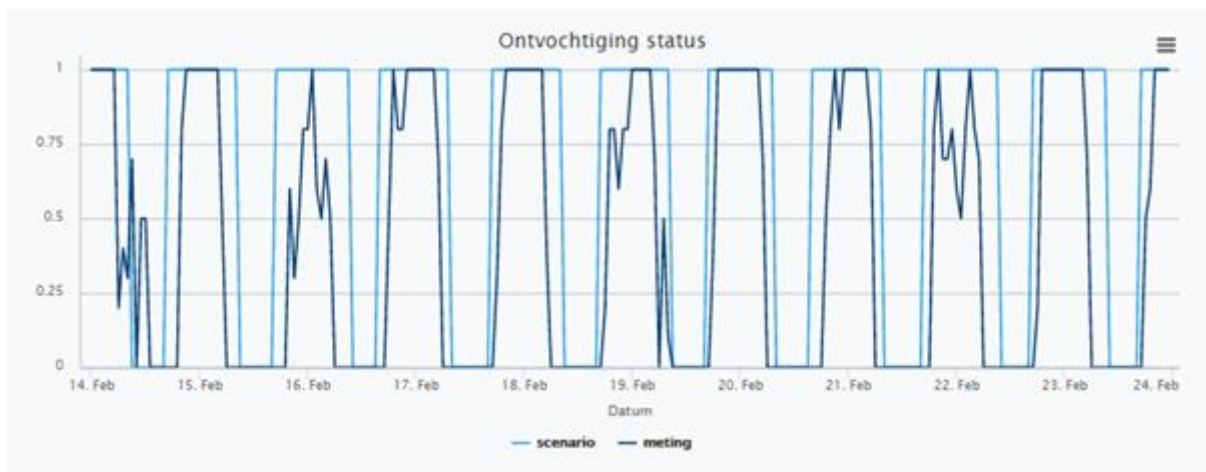 Ontvochtiging status
1
0.75
0.5
0.25
0
14. Feb 15. Feb 16. Feb 17. Feb 18. Feb 19. Feb 20. Feb 21. Feb 22. Feb 23. Feb 24. Feb
Datum
scenario meting